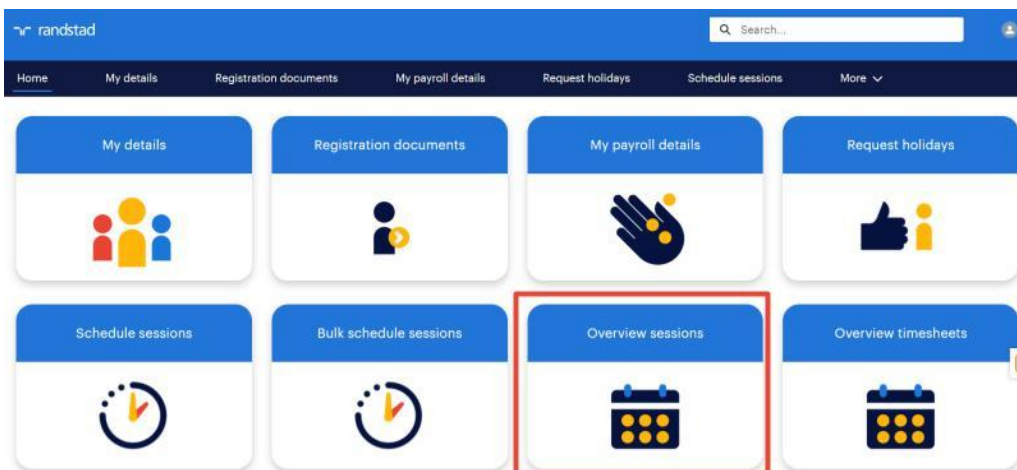 randstad
Search...
Home My details Registration documents My payroll details Request holidays Schedule sessions More
My details Registration documents My payroll details Request holidays
Schedule sessions Bulk schedule sessions Overview sessions Overview timesheets